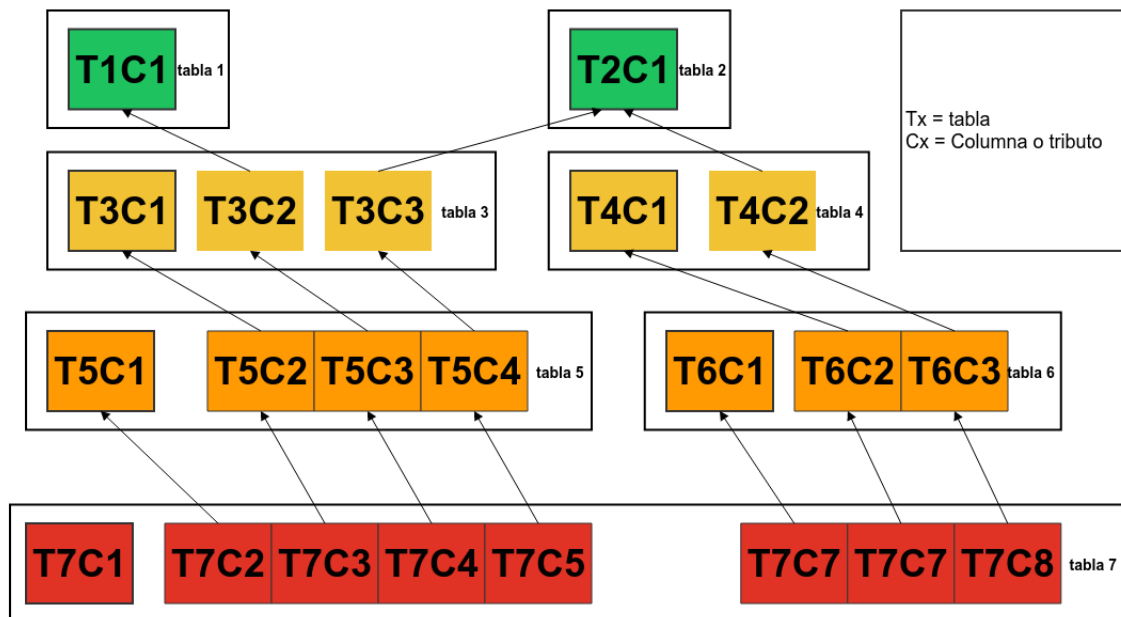 T1C1 tabla 1
T2C1 tabla 2
Tx = tabla
Cx = Columna o tributo
T3C1 T3C2 T3C3 tabla 3
T4C1 T4C2 tabla 4
T5C1 T5C2 T5C3 T5C4 tabla 5
T6C1 T6C2 T6C3 tabla 6
T7C1 T7C2 T7C3 T7C4 T7C5 T7C7 T7C7 T7C8 tabla 7